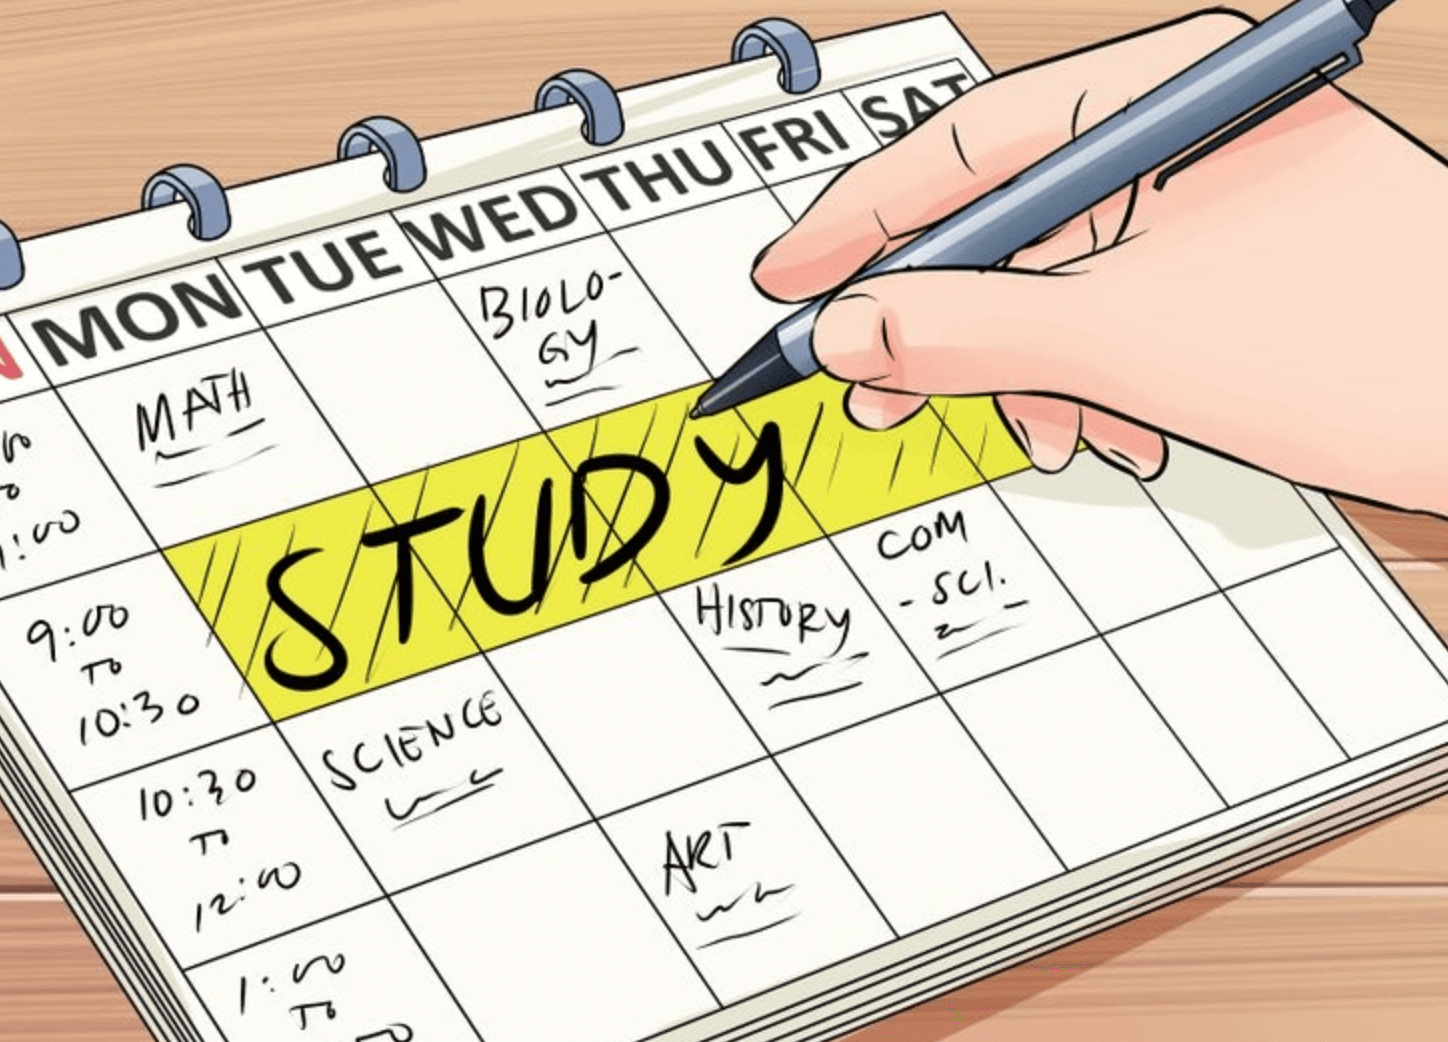 MON TUE WED THU FRI SAT
MATH
BIOLO-
GY
STUDY
9:00
TO
10:30
HISTORY
COM
- SCI.
SCIENCE
10:30
TO
12:00
ART
1:00
TO